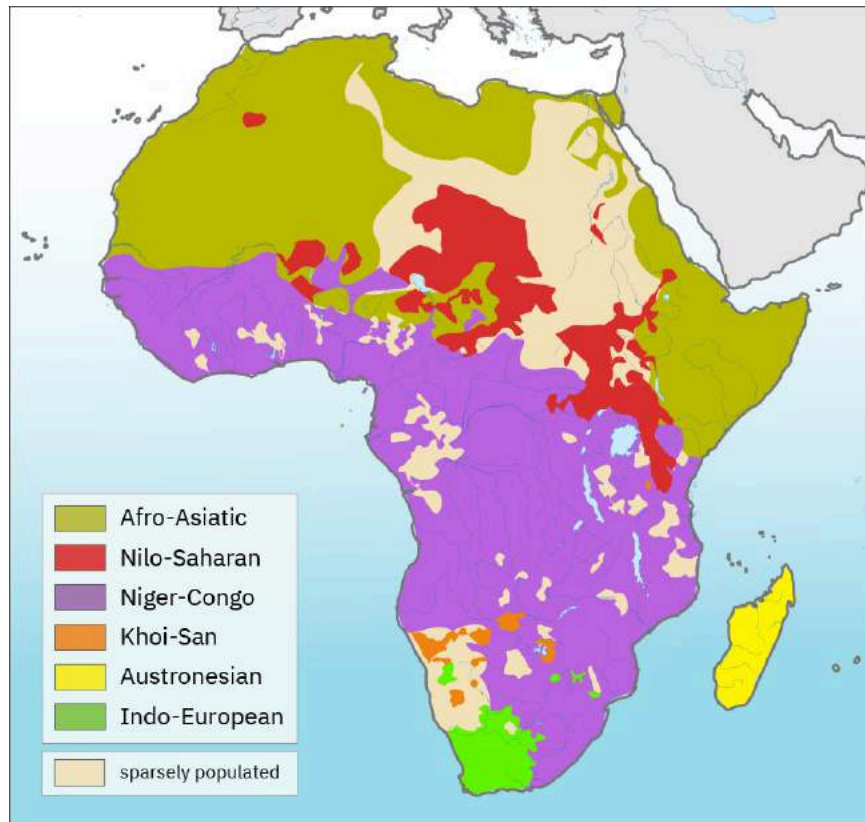 Afro-Asiatic
Nilo-Saharan
Niger-Congo
Khoi-San
Austronesian
Indo-European
sparsely populated